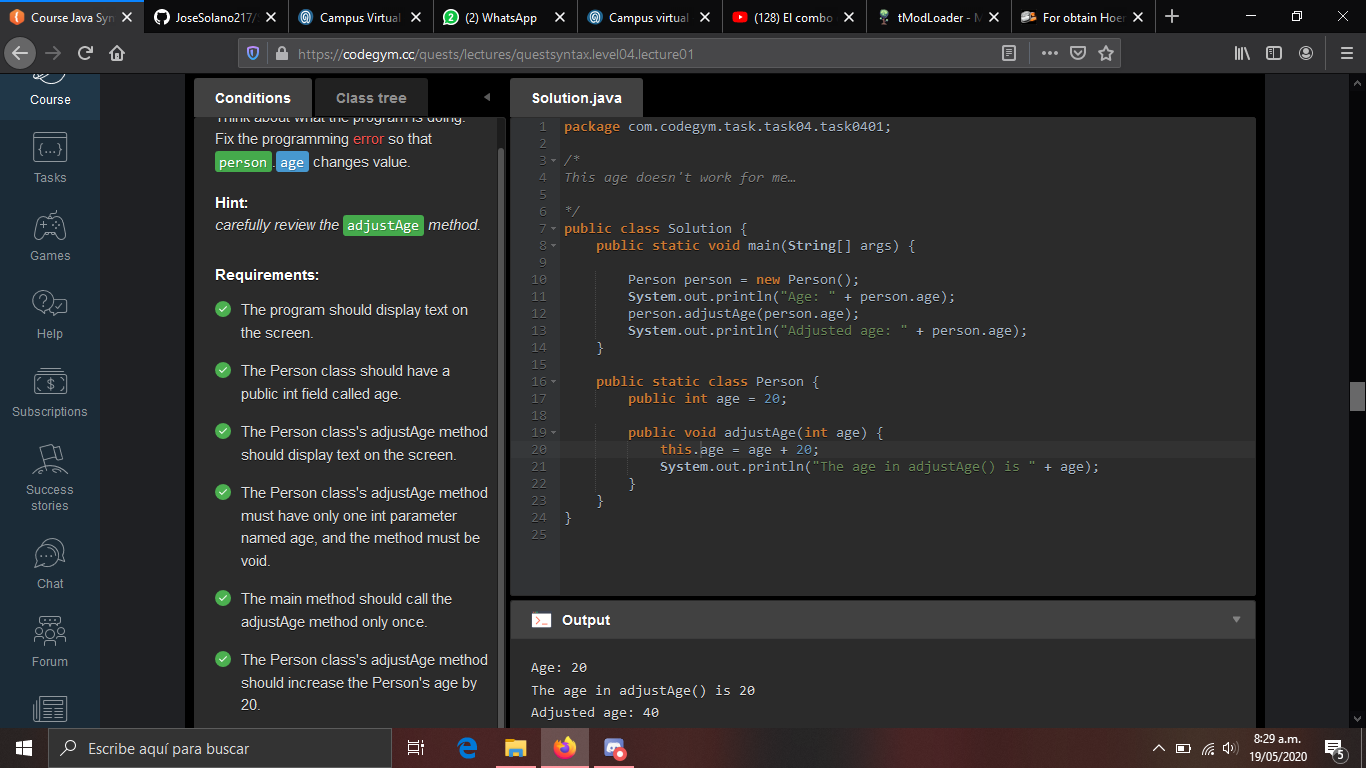 Course Java Syn
JoseSolano217/
Campus Virtual
(2) WhatsApp
Campus virtual
(128) El combo
tModLoader - M
For obtain Hoer
https://codegym.cc/quests/lectures/questsyntax.level04.lecture01
Course
Tasks
Games
Help
Subscriptions
Success
stories
Chat
Forum
Conditions
Class tree
Think about what the program is doing.
Fix the programming error so that
person.age changes value.
Hint:
carefully review the adjustAge method.
Requirements:
The program should display text on
the screen.
The Person class should have a
public int field called age.
The Person class's adjustAge method
should display text on the screen.
The Person class's adjustAge method
must have only one int parameter
named age, and the method must be
void.
The main method should call the
adjustAge method only once.
The Person class's adjustAge method
should increase the Person's age by
20.
Solution.java
1 package com.codegym.task.task04.task0401;
2
3 /*
4 This age doesn't work for me…
5
6 */
7 public class Solution {
8 public static void main(String[] args) {
9
10 Person person = new Person();
11 System.out.println("Age: " + person.age);
12 person.adjustAge(person.age);
13 System.out.println("Adjusted age: " + person.age);
14 }
15
16 public static class Person {
17 public int age = 20;
18
19 public void adjustAge(int age) {
20 this.age = age + 20;
21 System.out.println("The age in adjustAge() is " + age);
22 }
23 }
24 }
25
Output
Age: 20
The age in adjustAge() is 20
Adjusted age: 40
Escribe aquí para buscar
8:29 a.m.
19/05/2020
5